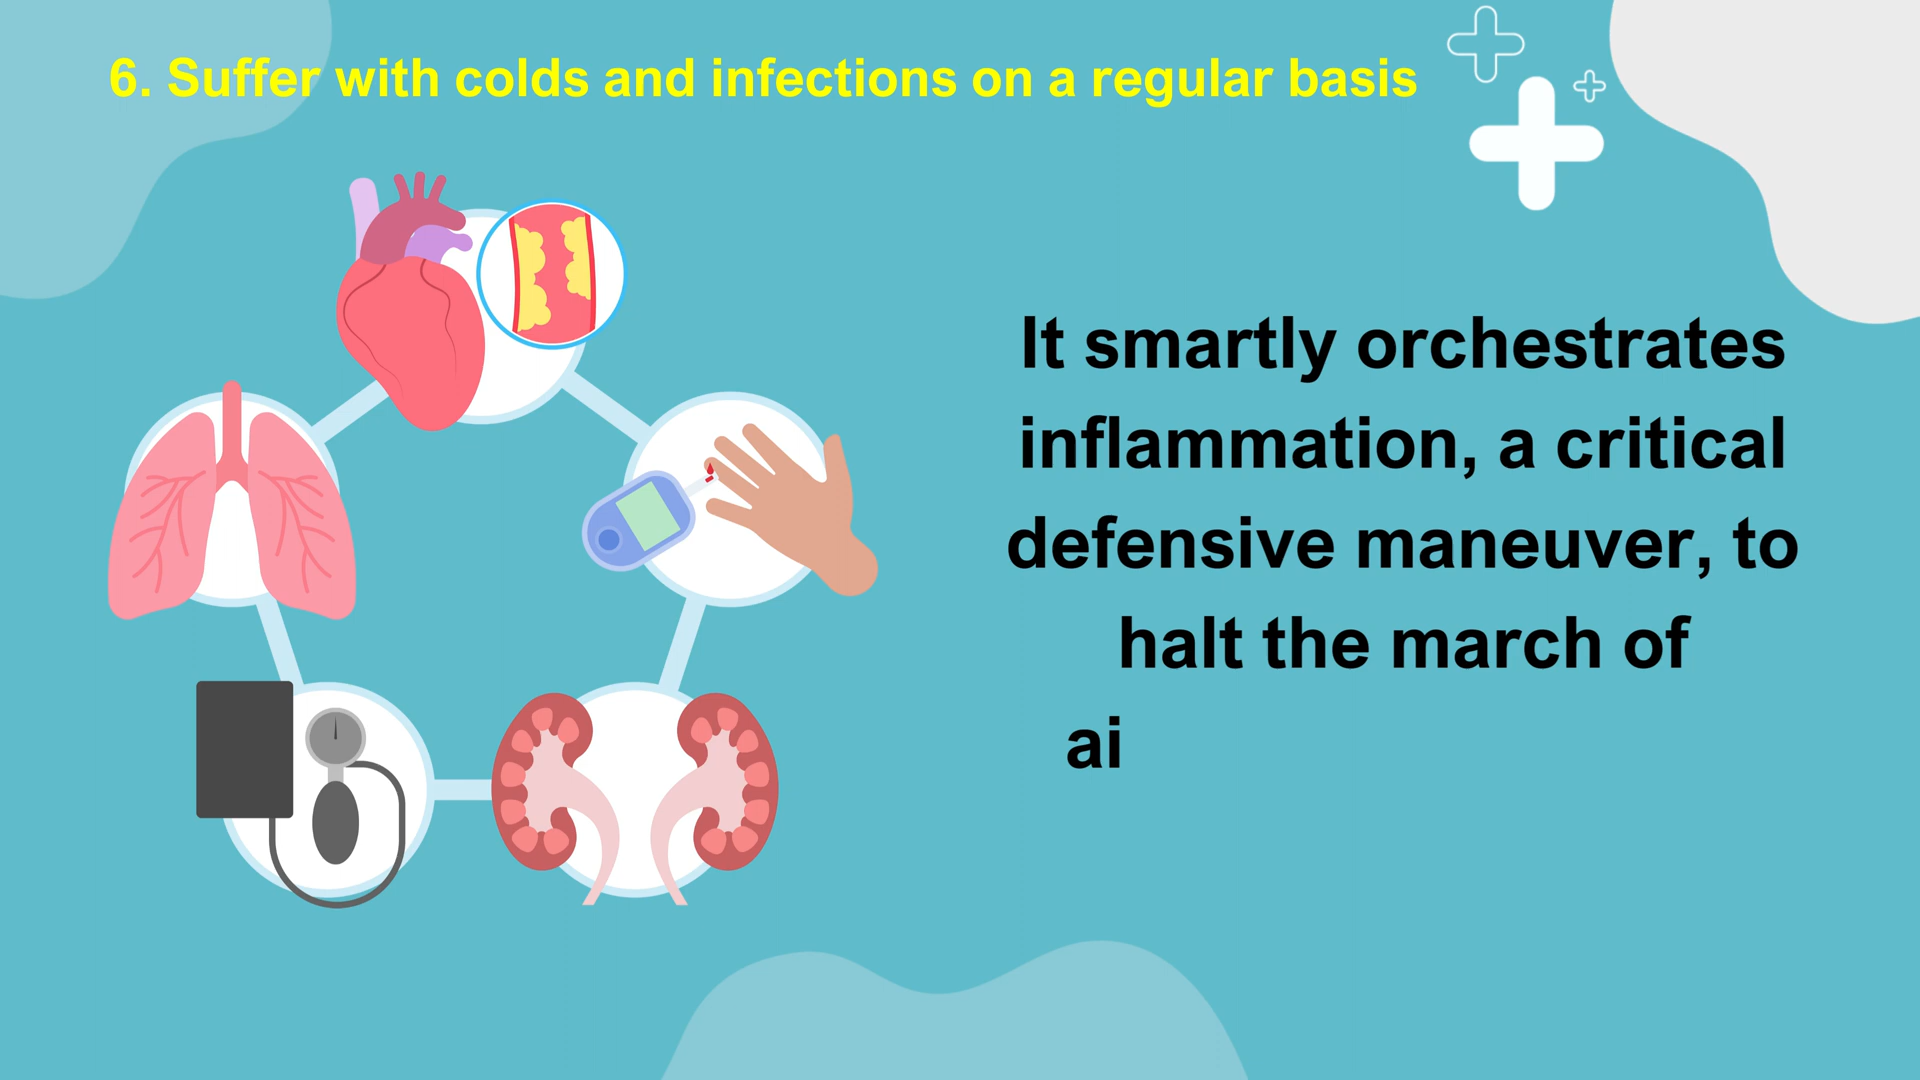 6. Suffer with colds and infections on a regular basis
It smartly orchestrates
inflammation, a critical
defensive maneuver, to
halt the march of
ai